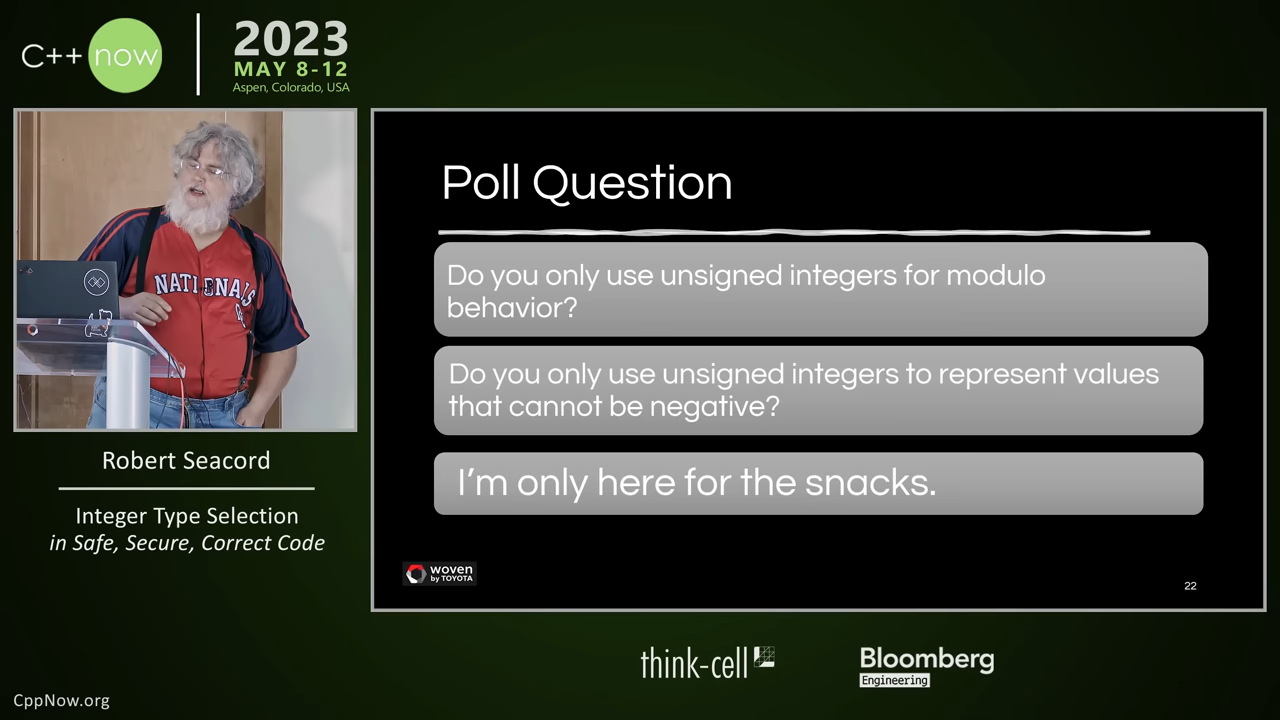 C++ now
2023
MAY 8-12
Aspen, Colorado, USA
NATIONALS
Robert Seacord
Integer Type Selection
in Safe, Secure, Correct Code
CppNow.org
Poll Question
Do you only use unsigned integers for modulo
behavior?
Do you only use unsigned integers to represent values
that cannot be negative?
I’m only here for the snacks.
woven
by TOYOTA
22
think-cell
Bloomberg
Engineering